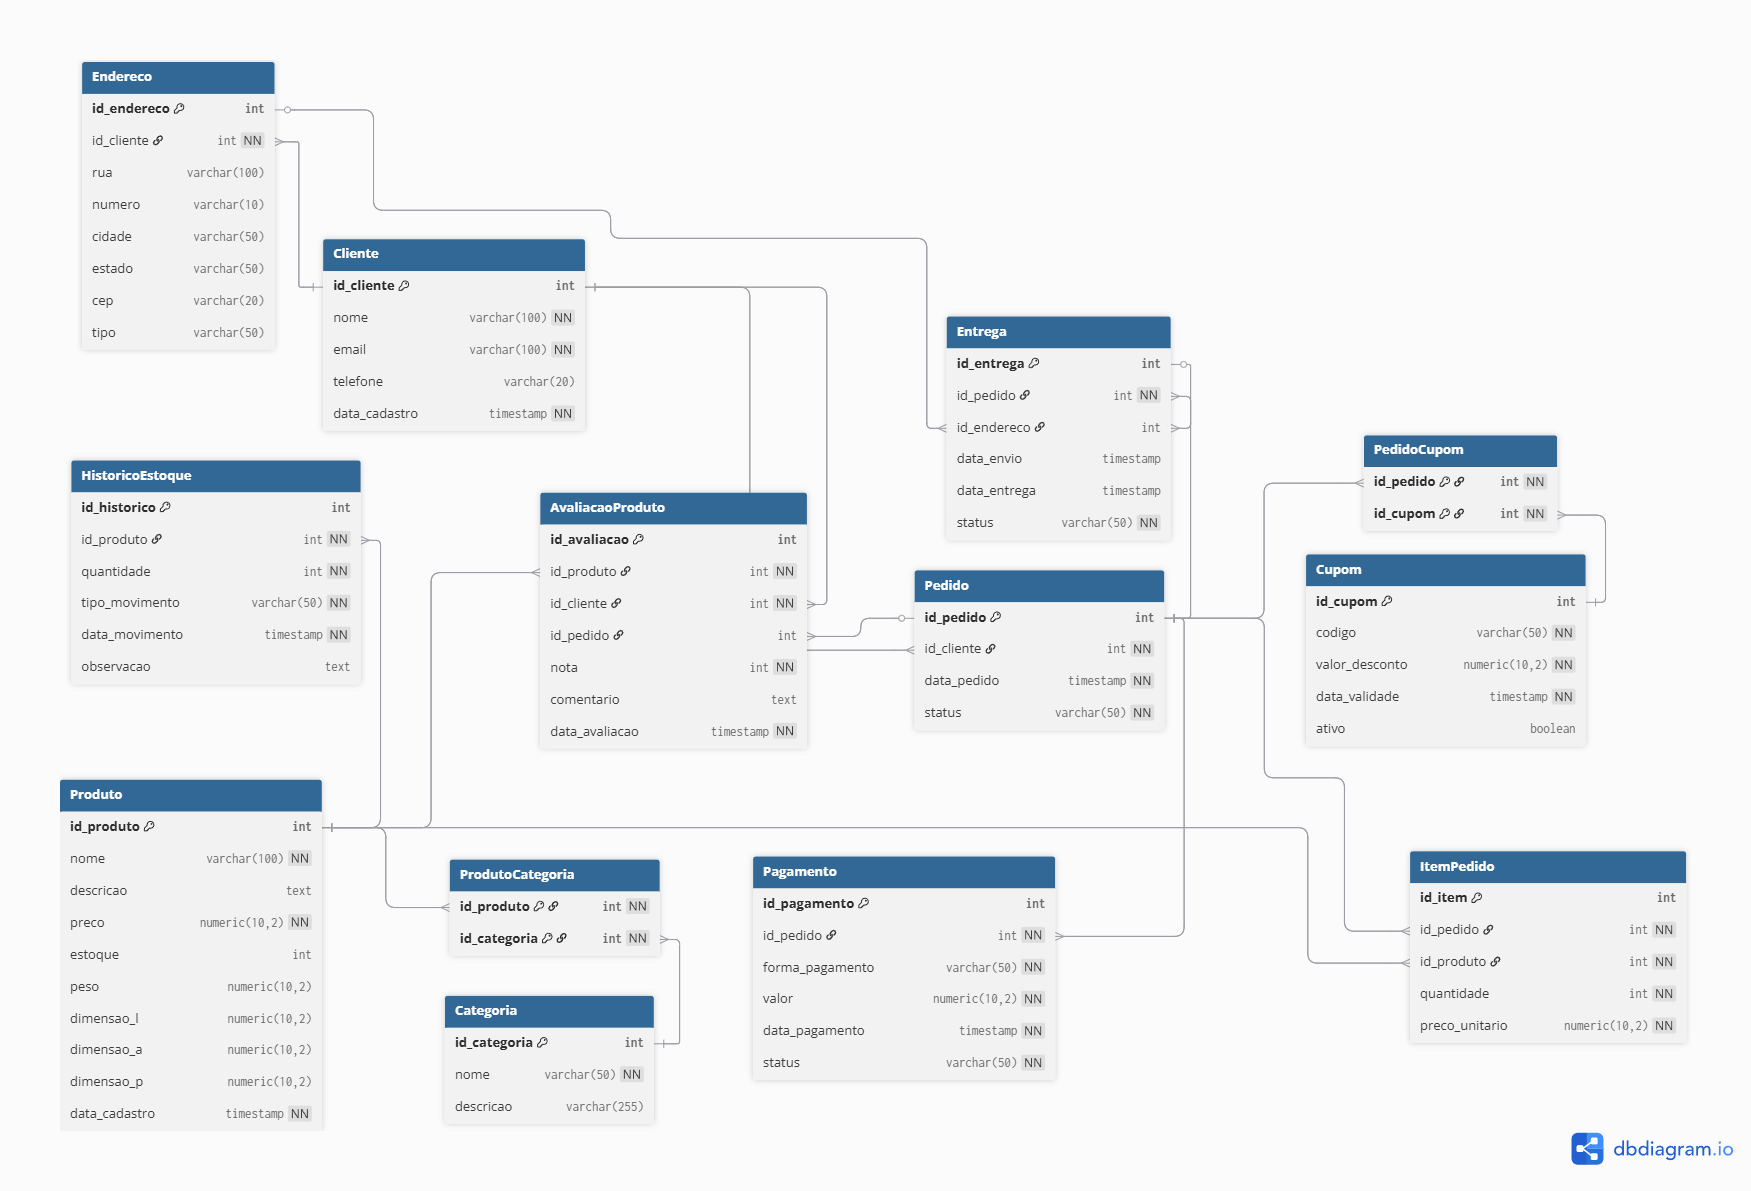 Endereco
id_endereco int
id_cliente int NN
rua varchar(100)
numero varchar(10)
cidade varchar(50)
estado varchar(50)
cep varchar(20)
tipo varchar(50)
Cliente
id_cliente int
nome varchar(100) NN
email varchar(100) NN
telefone varchar(20)
data_cadastro timestamp NN
Entrega
id_entrega int
id_pedido int NN
id_endereco int
data_envio timestamp
data_entrega timestamp
status varchar(50) NN
PedidoCupom
id_pedido int NN
id_cupom int NN
HistoricoEstoque
id_historico int
id_produto int NN
quantidade int NN
tipo_movimento varchar(50) NN
data_movimento timestamp NN
observacao text
AvaliacaoProduto
id_avaliacao int
id_produto int NN
id_cliente int NN
id_pedido int
nota int NN
comentario text
data_avaliacao timestamp NN
Pedido
id_pedido int
id_cliente int NN
data_pedido timestamp NN
status varchar(50) NN
Cupom
id_cupom int
codigo varchar(50) NN
valor_desconto numeric(10,2) NN
data_validade timestamp NN
ativo boolean
Produto
id_produto int
nome varchar(100) NN
descricao text
preco numeric(10,2) NN
estoque int
peso numeric(10,2)
dimensao_l numeric(10,2)
dimensao_a numeric(10,2)
dimensao_p numeric(10,2)
data_cadastro timestamp NN
ProdutoCategoria
id_produto int NN
id_categoria int NN
Categoria
id_categoria int
nome varchar(50) NN
descricao varchar(255)
Pagamento
id_pagamento int
id_pedido int NN
forma_pagamento varchar(50) NN
valor numeric(10,2) NN
data_pagamento timestamp NN
status varchar(50) NN
ItemPedido
id_item int
id_pedido int NN
id_produto int NN
quantidade int NN
preco_unitario numeric(10,2) NN
dbdiagram.io